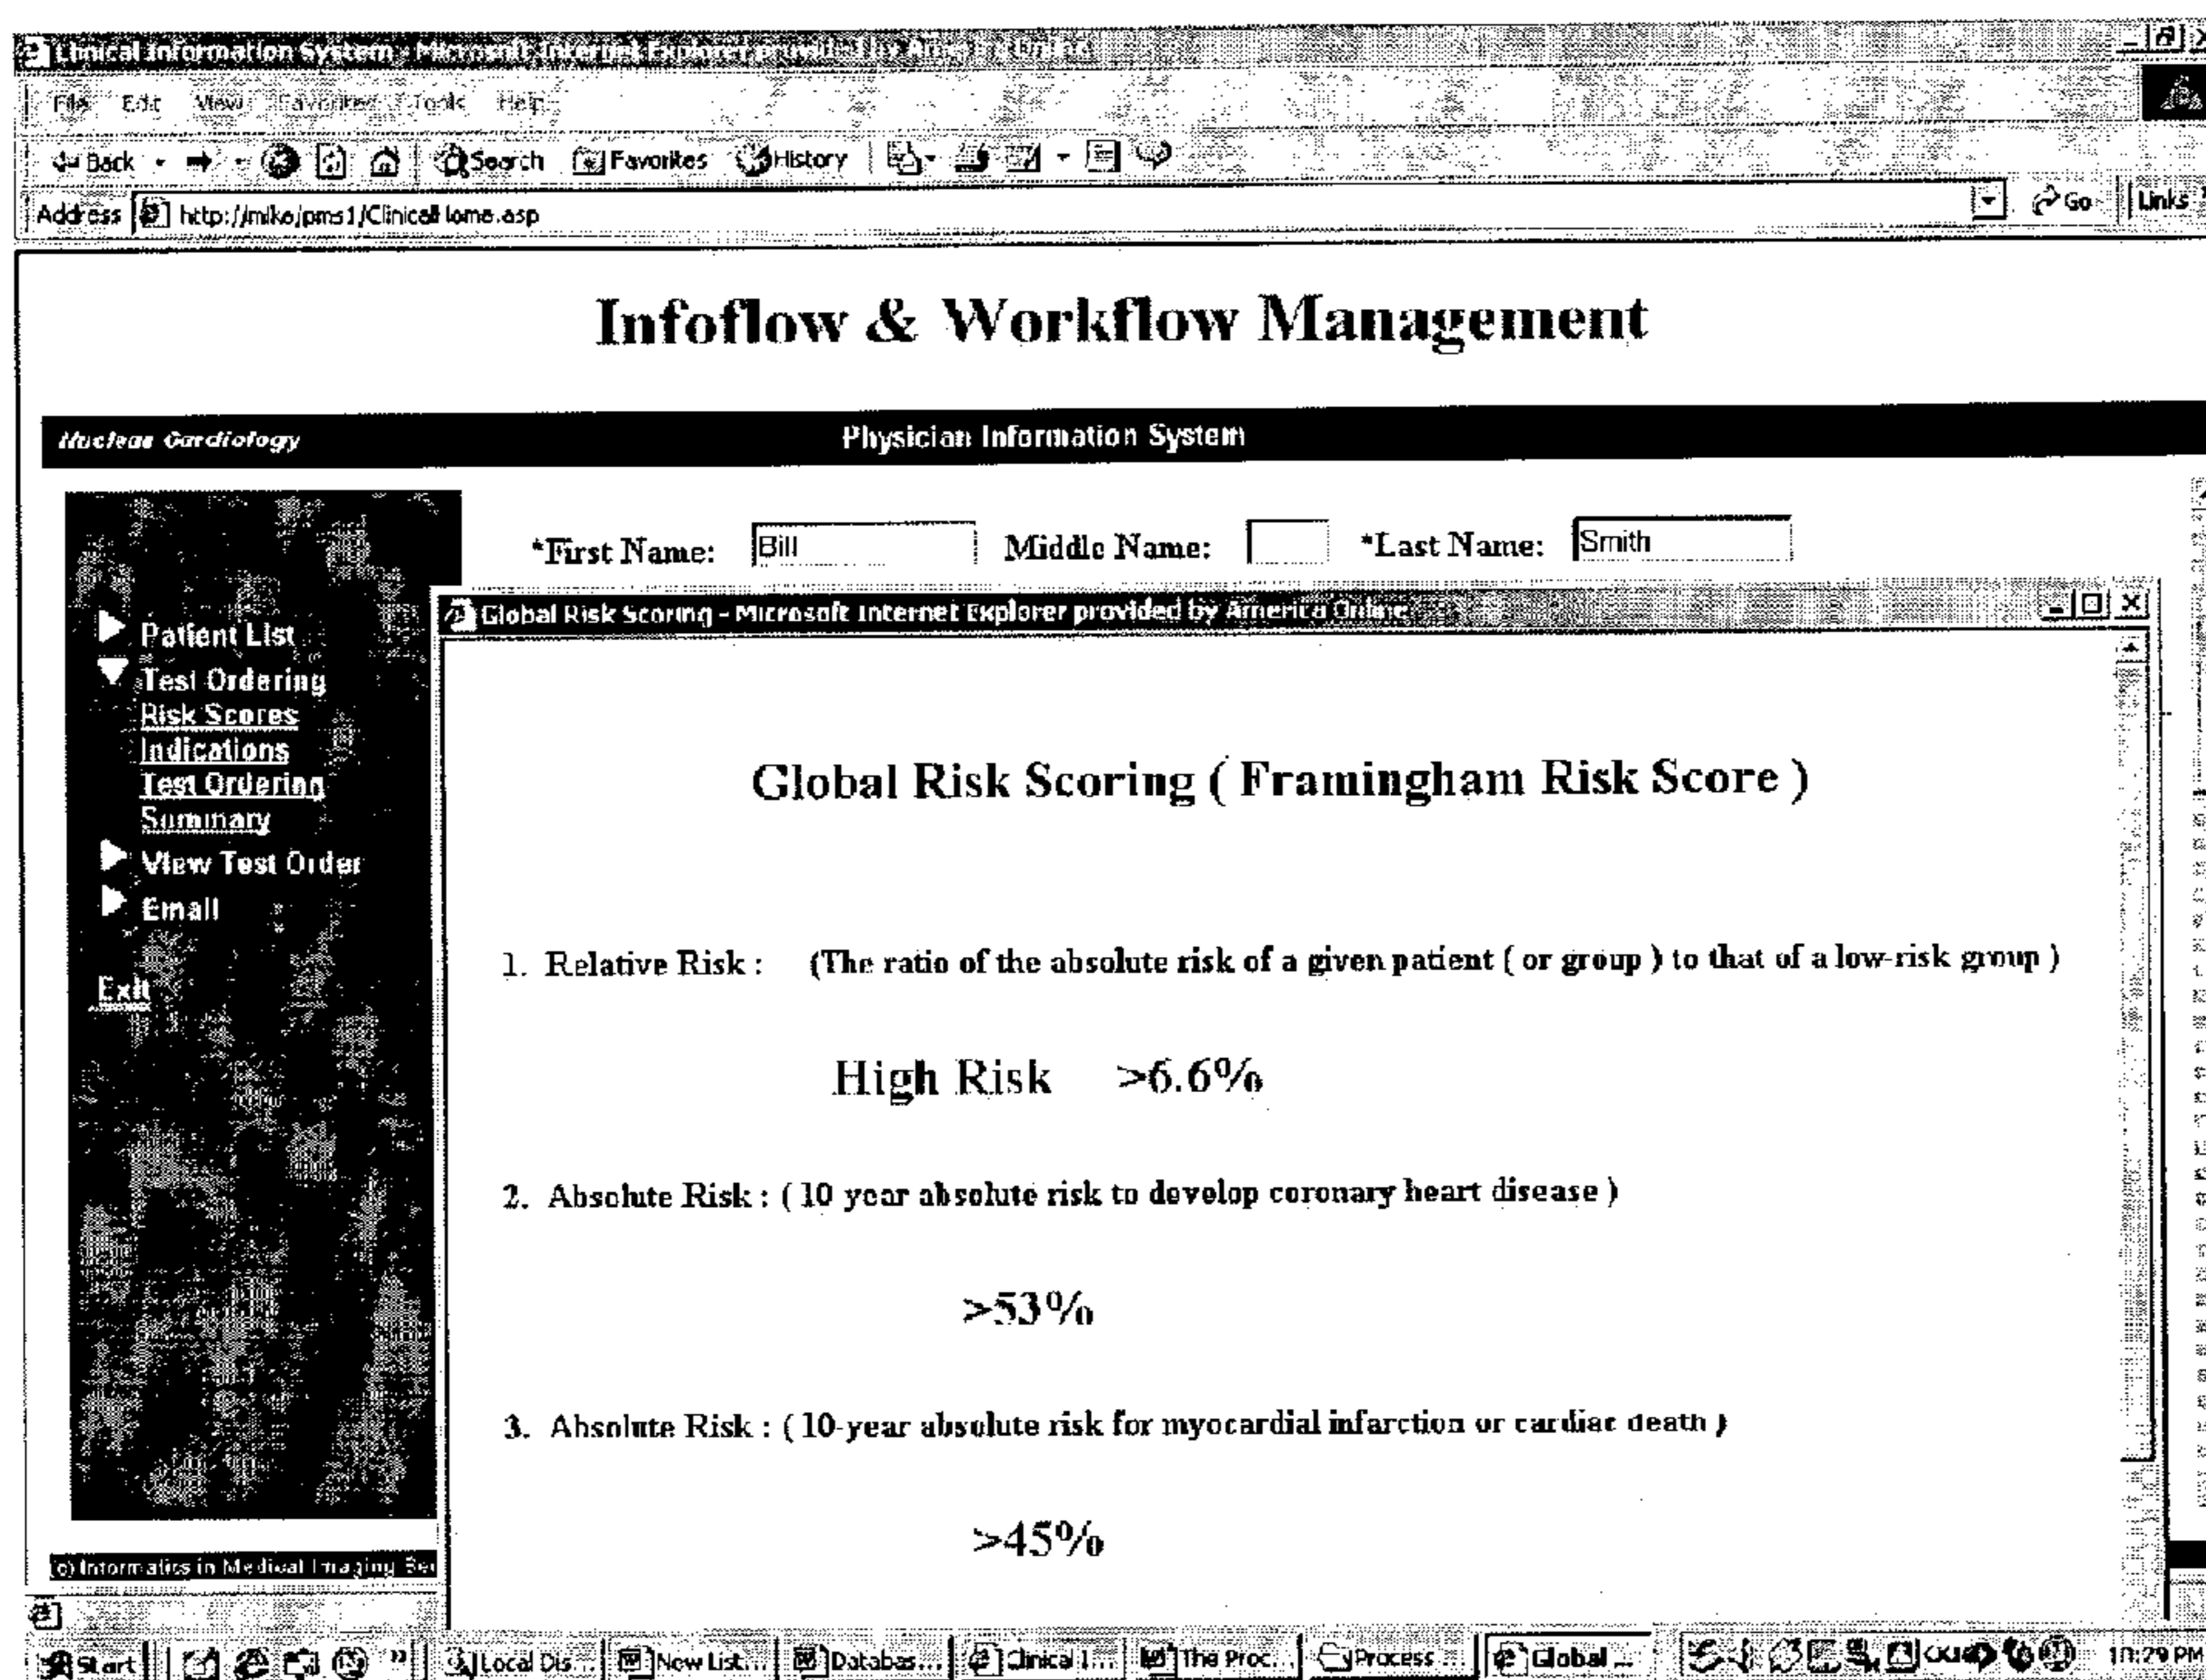 Clinical Information System - Microsoft Internet Explorer provided by America Online
File Edit View Favorites Tools Help
Back Search Favorites History
Address http://mike/pms1/ClinicalHome.asp Go Links
Infoflow & Workflow Management
Nuclear Cardiology Physician Information System
*First Name: Bill Middle Name: *Last Name: Smith
Global Risk Scoring - Microsoft Internet Explorer provided by America Online
Patient List
Test Ordering
Risk Scores
Indications
Test Ordering
Summary
View Test Order
Email
Exit
Global Risk Scoring ( Framingham Risk Score )
1. Relative Risk : (The ratio of the absolute risk of a given patient ( or group ) to that of a low-risk group )
High Risk >6.6%
2. Absolute Risk : ( 10 year absolute risk to develop coronary heart disease )
>53%
3. Absolute Risk : ( 10-year absolute risk for myocardial infarction or cardiac death )
>45%
(c) Informatics in Medical Imaging
Start Local Dis... New List... Databas... Clinical I... The Proc... Process ... Global ... 10:29 PM